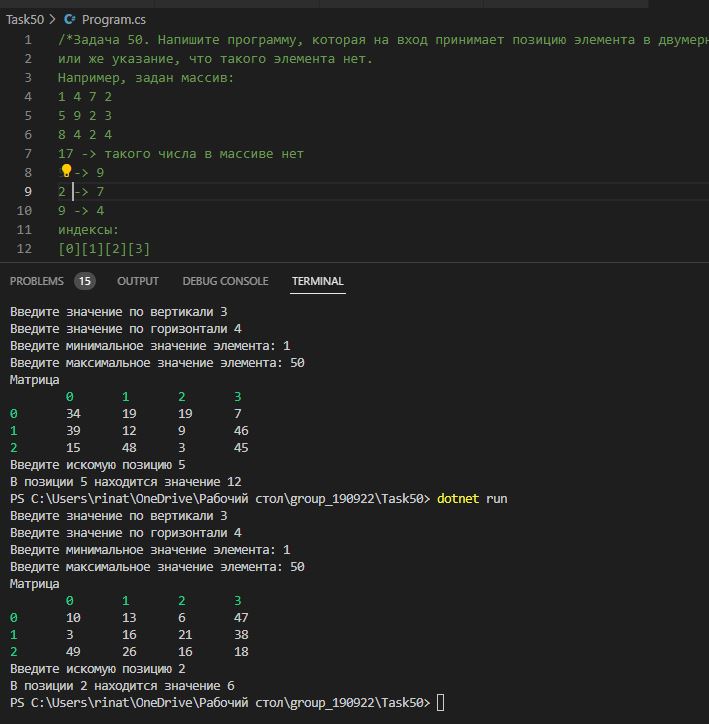 Task50 > Program.cs
1 /*Задача 50. Напишите программу, которая на вход принимает позицию элемента в
2 или же указание, что такого элемента нет.
3 Например, задан массив:
4 1 4 7 2
5 5 9 2 3
6 8 4 2 4
7 17 -> такого числа в массиве нет
8 -> 9
9 2 -> 7
10 9 -> 4
11 индексы:
12 [0][1][2][3]
PROBLEMS 15 OUTPUT DEBUG CONSOLE TERMINAL
Введите значение по вертикали 3
Введите значение по горизонтали 4
Введите минимальное значение элемента: 1
Введите максимальное значение элемента: 50
Матрица
0 1 2 3
0 34 19 19 7
1 39 12 9 46
2 15 48 3 45
Введите искомую позицию 5
В позиции 5 находится значение 12
PS C:\Users\rinat\OneDrive\Рабочий стол\group_190922\Task50> dotnet run
Введите значение по вертикали 3
Введите значение по горизонтали 4
Введите минимальное значение элемента: 1
Введите максимальное значение элемента: 50
Матрица
0 1 2 3
0 10 13 6 47
1 3 16 21 38
2 49 26 16 18
Введите искомую позицию 2
В позиции 2 находится значение 6
PS C:\Users\rinat\OneDrive\Рабочий стол\group_190922\Task50>